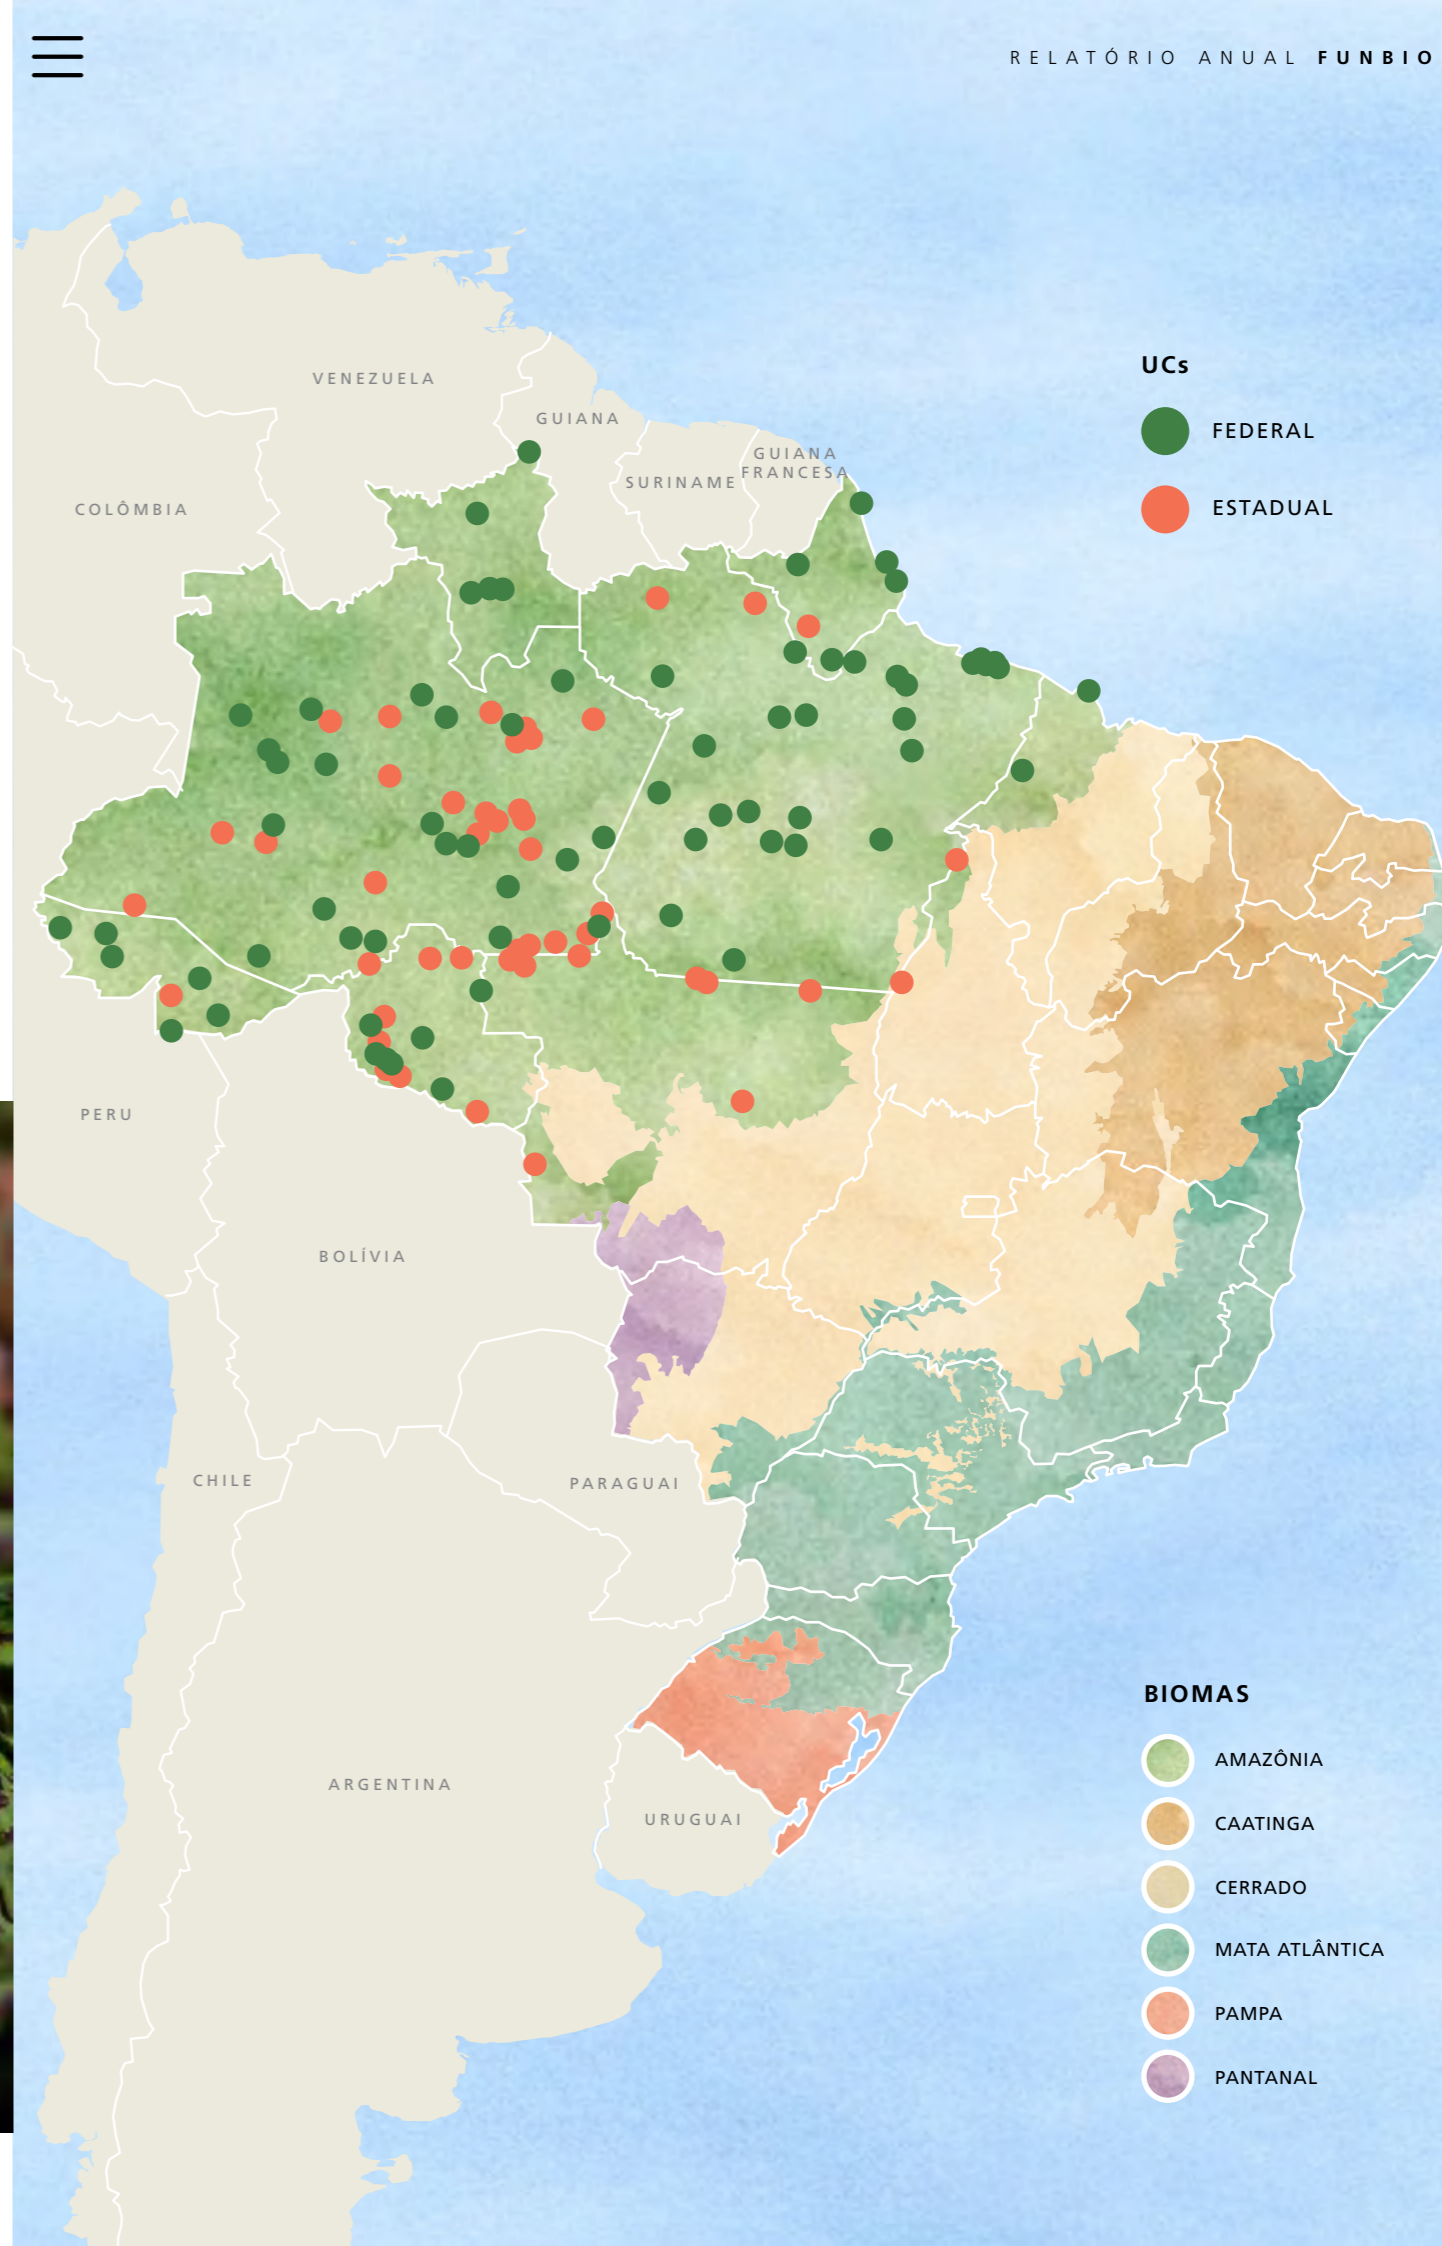 RELATÓRIO ANUAL FUNBIO
VENEZUELA
GUIANA
GUIANA
FRANCESA
SURINAME
COLÔMBIA
UCs
FEDERAL
ESTADUAL
PERU
BOLÍVIA
CHILE
PARAGUAI
ARGENTINA
URUGUAI
BIOMAS
AMAZÔNIA
CAATINGA
CERRADO
MATA ATLÂNTICA
PAMPA
PANTANAL